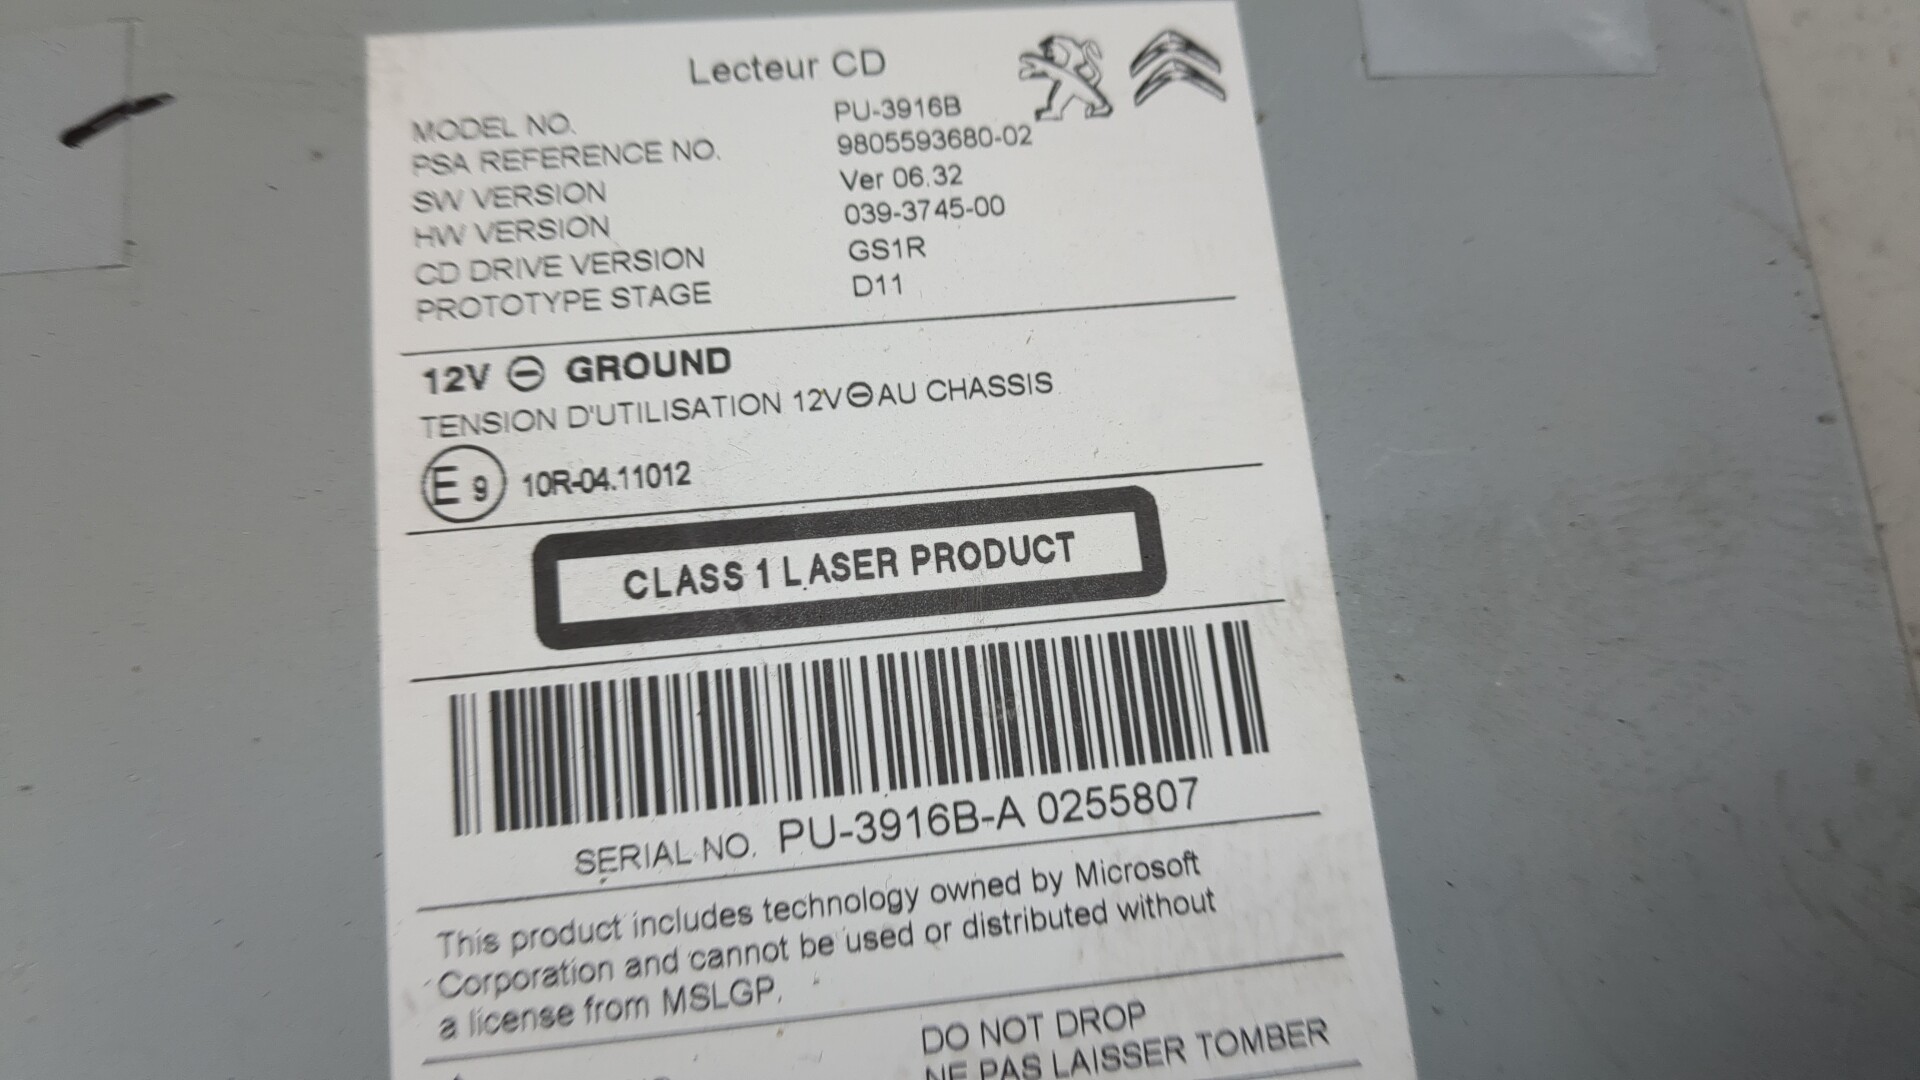 Lecteur CD
MODEL NO. PU-3916B
PSA REFERENCE NO. 9805593680-02
SW VERSION Ver 06.32
HW VERSION 039-3745-00
CD DRIVE VERSION GS1R
PROTOTYPE STAGE D11
12V ⊖ GROUND
TENSION D'UTILISATION 12V⊖AU CHASSIS
E 9 10R-04.11012
CLASS 1 LASER PRODUCT
SERIAL NO. PU-3916B-A 0255807
This product includes technology owned by Microsoft
Corporation and cannot be used or distributed without
a license from MSLGP.
DO NOT DROP
NE PAS LAISSER TOMBER